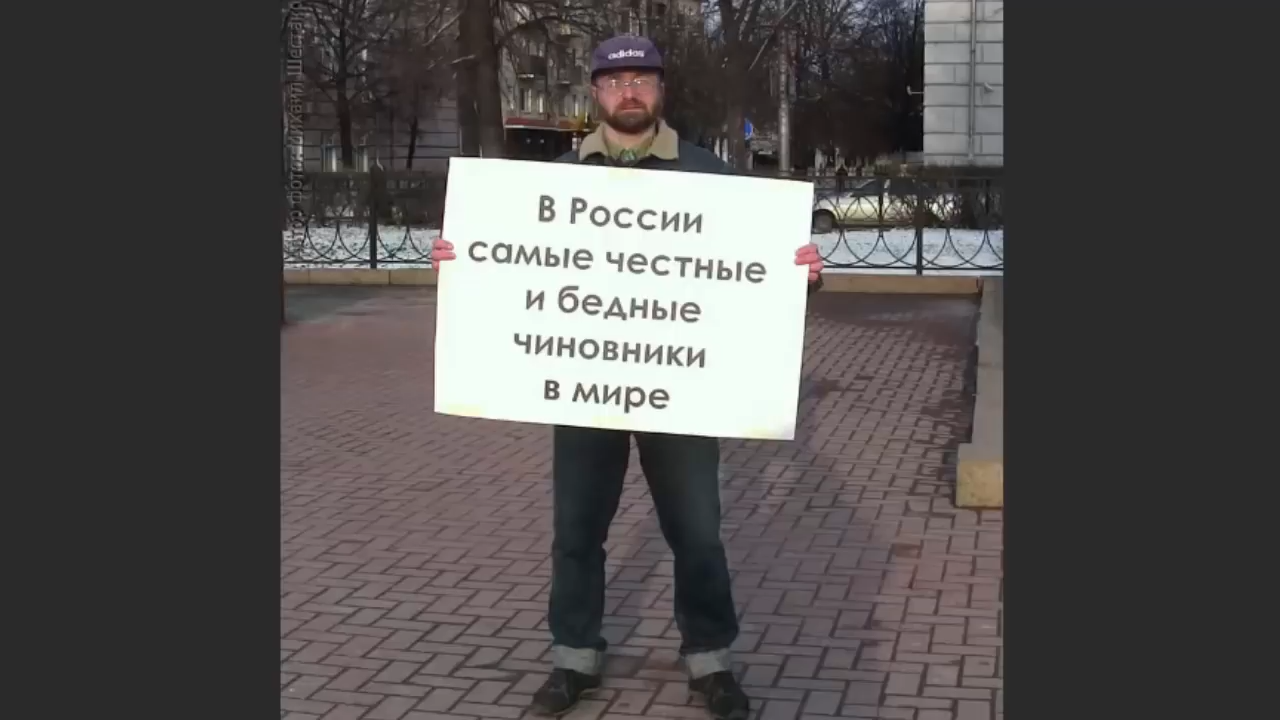 adidas
В России
самые честные
и бедные
чиновники
в мире